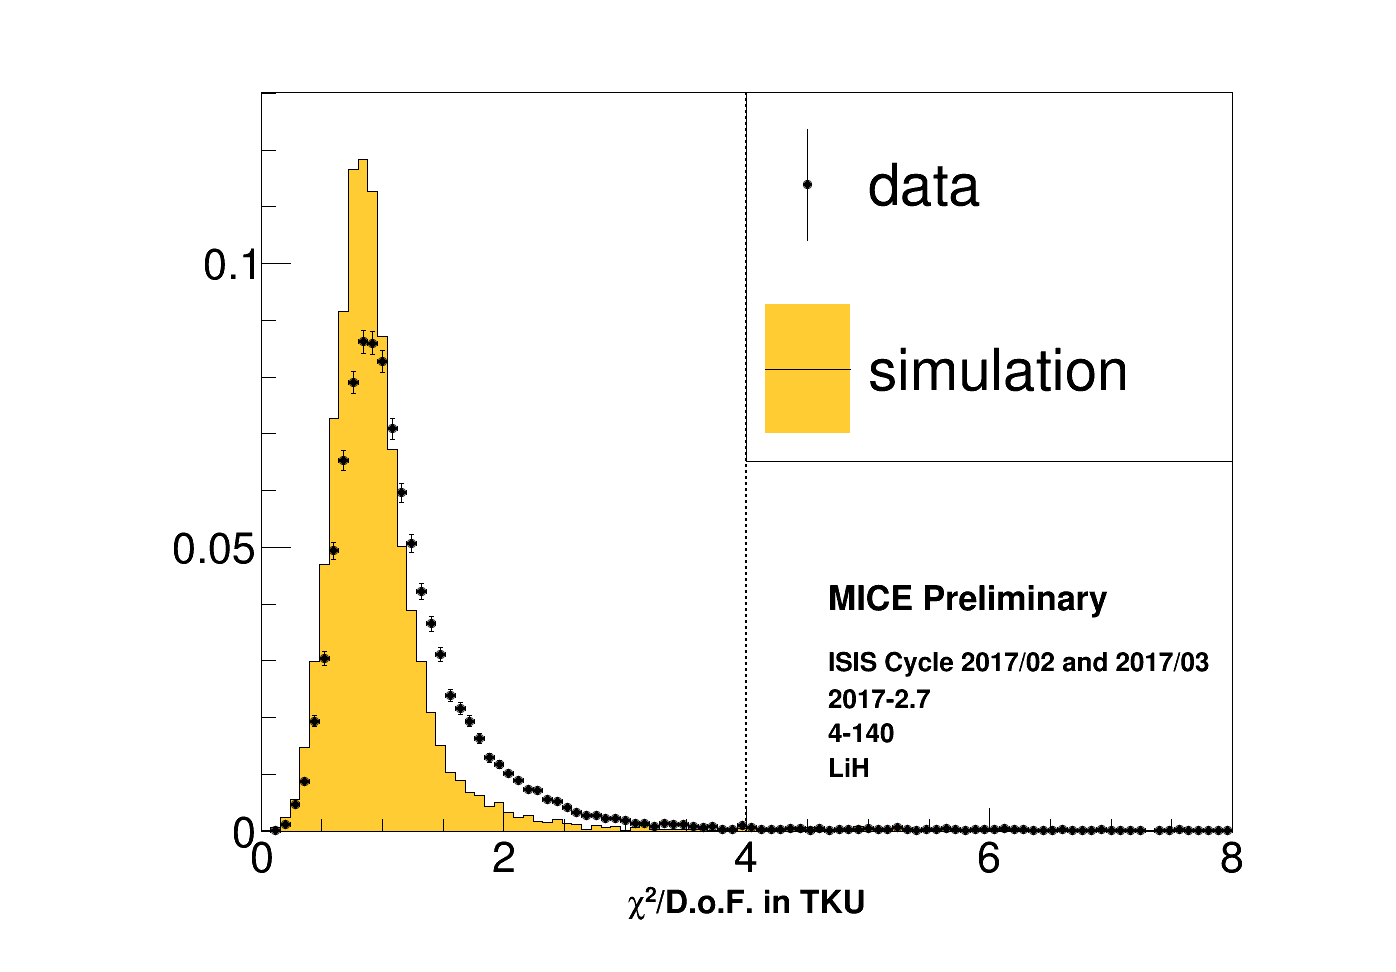 data
simulation
0.1
0.05
0
MICE Preliminary
ISIS Cycle 2017/02 and 2017/03
2017-2.7
4-140
LiH
0 2 4 6 8
χ²/D.o.F. in TKU